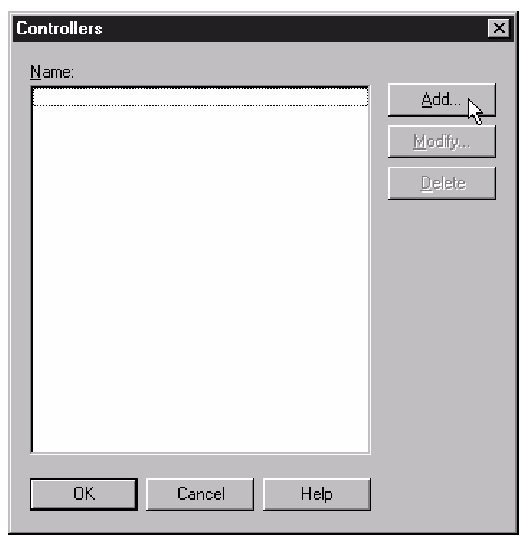 Controllers
Name:
Add...
Modify...
Delete
OK
Cancel
Help